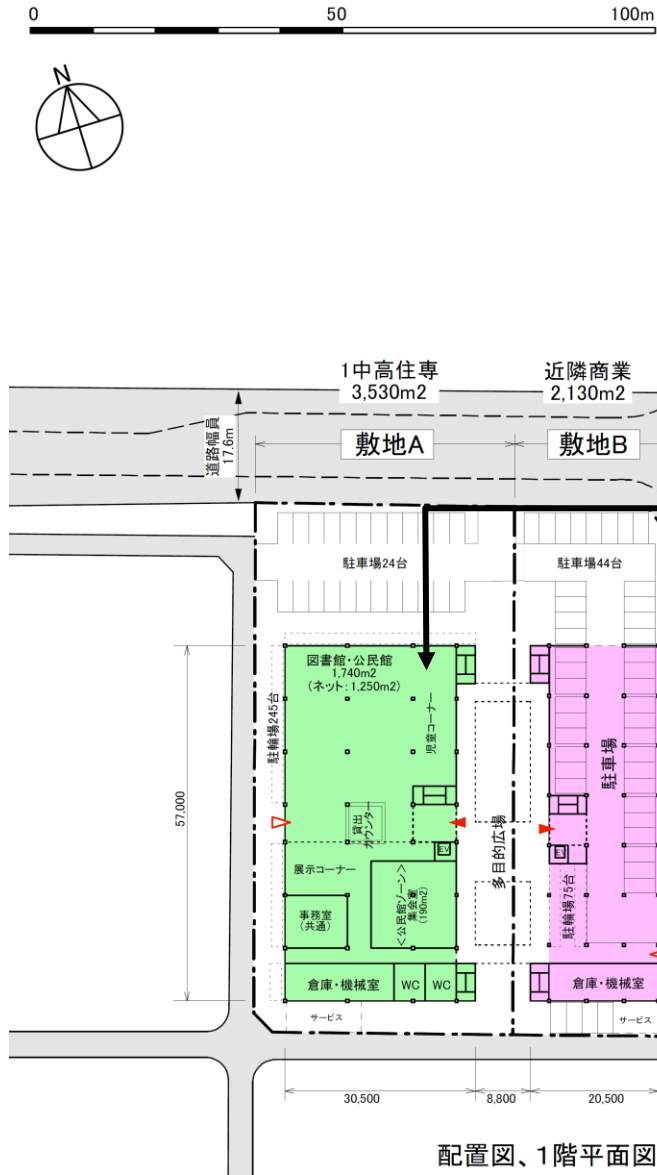 0 50 100m
N
1中高住専
3,530m2
近隣商業
2,130m2
道路幅員
17.6m
敷地A
敷地B
駐車場24台
駐車場44台
図書館・公民館
1,740m2
(ネット:1,250m2)
児童コーナー
駐輪場245台
駐車場
57,000
貸出
カウンター
多目的広場
EV
EV
展示コーナー
<公民館ゾーン>
集会室
(190m2)
駐輪場75台
事務室
(共通)
倉庫・機械室
WC
WC
倉庫・機械室
サービス
サービス
30,500
8,800
20,500
配置図、1階平面図